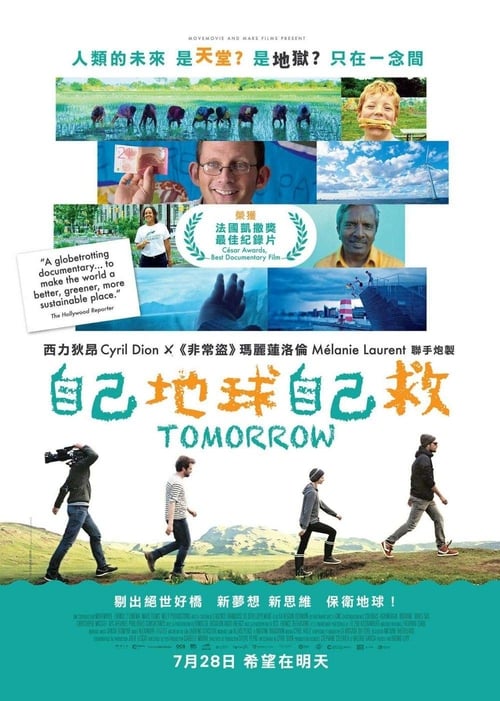 MOVEMOVIE AND MARS FILMS PRESENT
人類的未來 是天堂? 是地獄? 只在一念間
榮獲
法國凱撒獎
最佳紀錄片
César Awards,
Best Documentary Film
"A globetrotting
documentary... to
make the world a
better, greener, more
sustainable place."
The Hollywood Reporter
西力狄昂 Cyril Dion ✗《非常盜》瑪麗蓮洛倫 Mélanie Laurent 聯手炮製
自己地球自己救
TOMORROW
剔出絕世好橋 新夢想 新思維 保衛地球!
7月28日 希望在明天